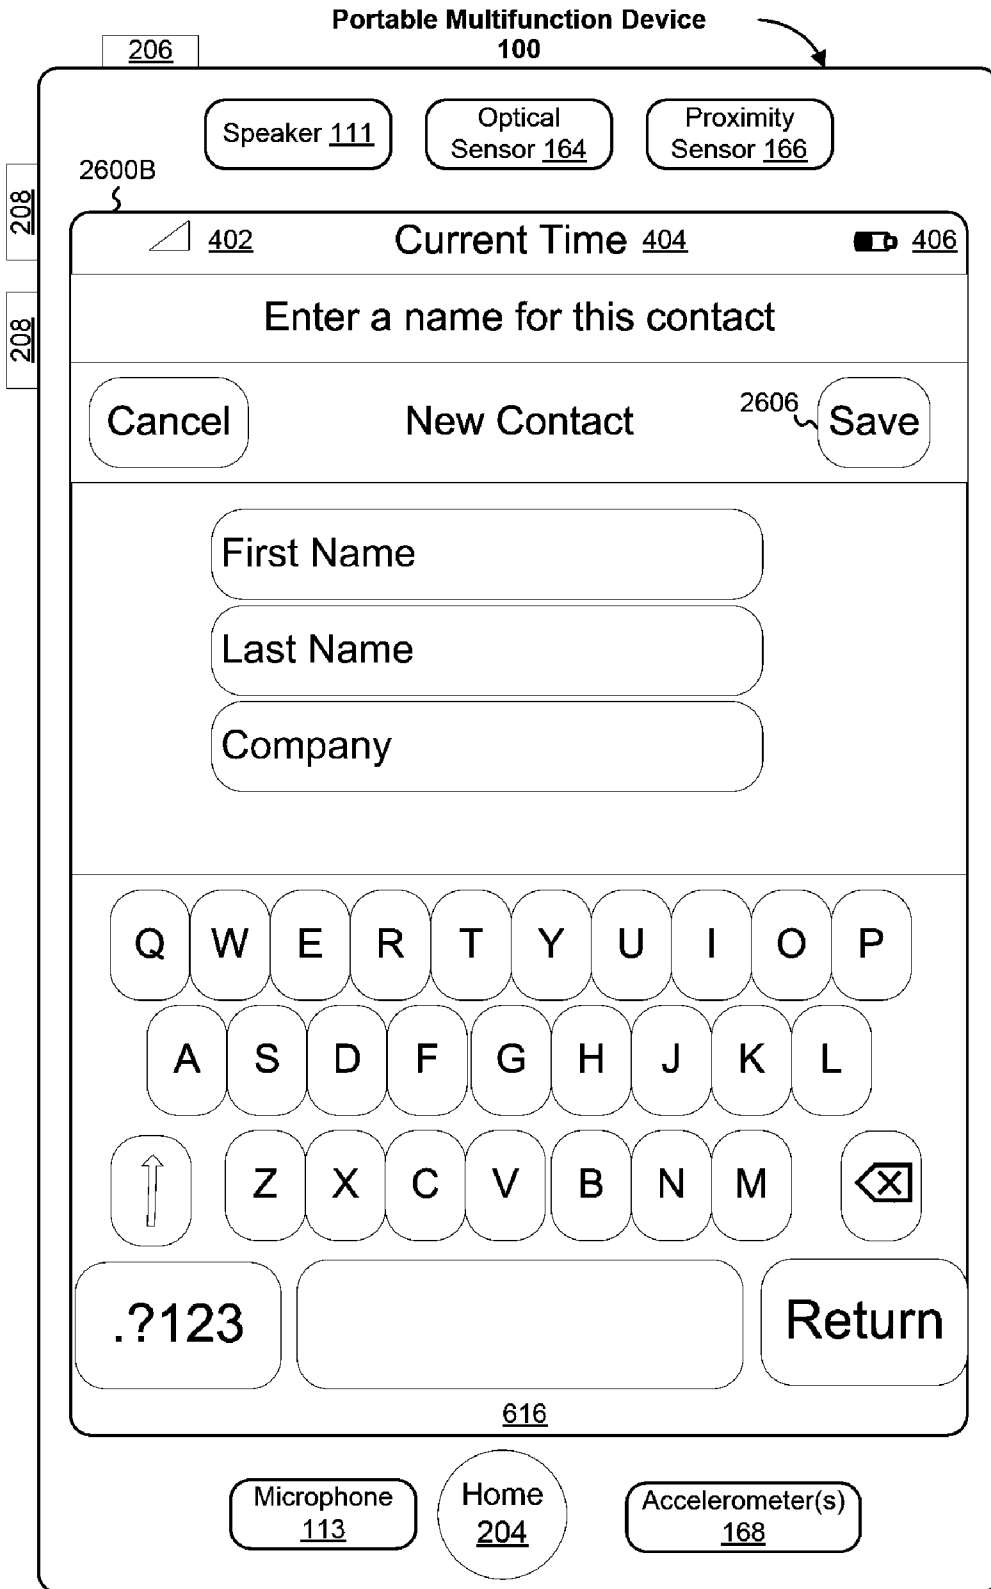 Portable Multifunction Device
100
206
Speaker 111
Optical
Sensor 164
Proximity
Sensor 166
2600B
208
402 Current Time 404 406
Enter a name for this contact
208
Cancel New Contact 2606 Save
First Name
Last Name
Company
Q W E R T Y U I O P
A S D F G H J K L
Z X C V B N M
.?123 Return
616
Microphone
113
Home
204
Accelerometer(s)
168